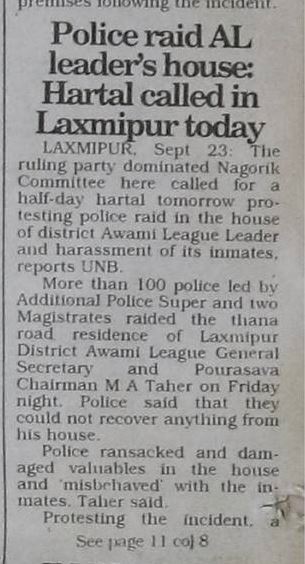 premises following the incident.
Police raid AL
leader's house:
Hartal called in
Laxmipur today
LAXMIPUR, Sept 23: The
ruling party dominated Nagorik
Committee here called for a
half-day hartal tomorrow pro-
testing police raid in the house
of district Awami League Leader
and harassment of its inmates,
reports UNB.
More than 100 police led by
Additional Police Super and two
Magistrates raided the thana
road residence of Laxmipur
District Awami League General
Secretary and Pourasava
Chairman M A Taher on Friday
night. Police said that they
could not recover anything from
his house.
Police ransacked and dam-
aged valuables in the house
and 'misbehaved' with the in-
mates, Taher said.
Protesting the incident, a
See page 11 col 8